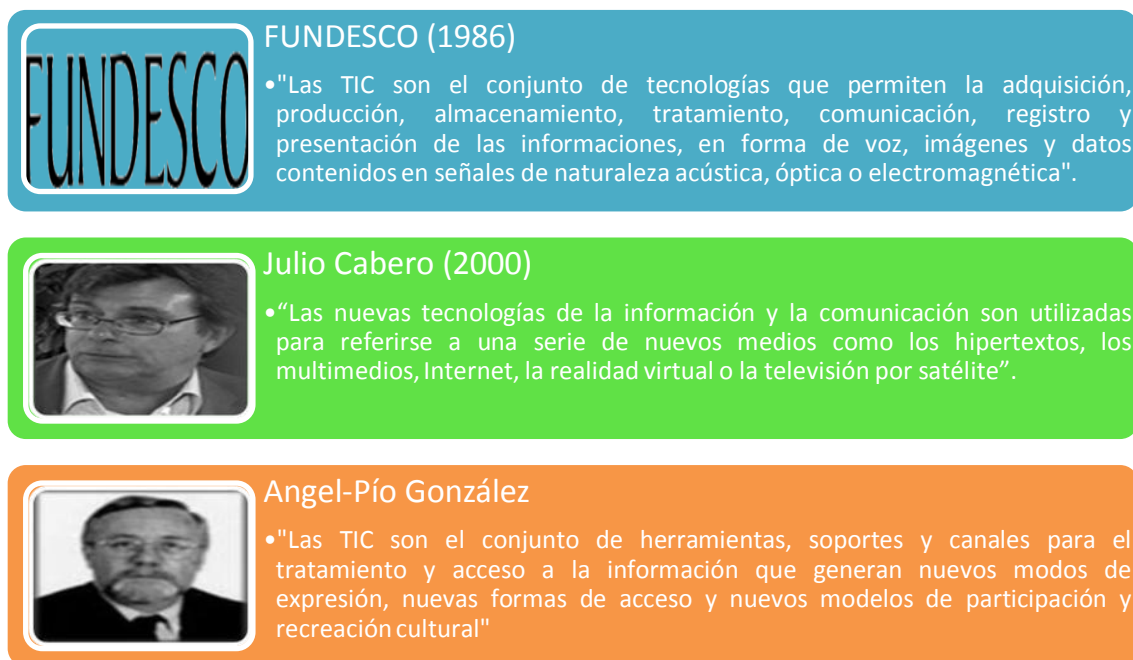 FUNDESCO
FUNDESCO (1986)
•"Las TIC son el conjunto de tecnologías que permiten la adquisición,
producción, almacenamiento, tratamiento, comunicación, registro y
presentación de las informaciones, en forma de voz, imágenes y datos
contenidos en señales de naturaleza acústica, óptica o electromagnética".
Julio Cabero (2000)
•“Las nuevas tecnologías de la información y la comunicación son utilizadas
para referirse a una serie de nuevos medios como los hipertextos, los
multimedios, Internet, la realidad virtual o la televisión por satélite”.
Angel-Pío González
•"Las TIC son el conjunto de herramientas, soportes y canales para el
tratamiento y acceso a la información que generan nuevos modos de
expresión, nuevas formas de acceso y nuevos modelos de participación y
recreación cultural"